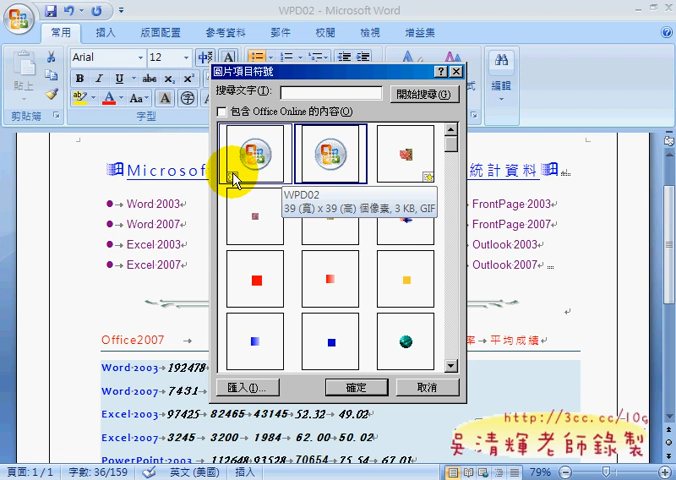 WPD02 - Microsoft Word
常用 插入 版面配置 參考資料 郵件 校閱 檢視 增益集
貼上
Arial 12
剪貼簿
字型
編輯
圖片項目符號
搜尋文字(T):
開始搜尋(G)
包含 Office Online 的內容(O)
WPD02
39 (寬) x 39 (高) 個像素, 3 KB, GIF
匯入(I)...
確定
取消
Microsof
統計資料
Word 2003
Word 2007
Excel 2003
Excel 2007
FrontPage 2003
FrontPage 2007
Outlook 2003
Outlook 2007
Office2007
率 平均成績
Word 2003 192478
Word 2007 7431
Excel 2003 97425 82465 43145 52.32 49.02
Excel 2007 3245 3200 1984 62.00 50.02
PowerPoint 2003 112648 93528 70654 75.54 67.01
http://3cc.cc/10g
吳清輝老師錄製
頁面: 1 / 1 字數: 36/159 英文 (美國) 插入 79%